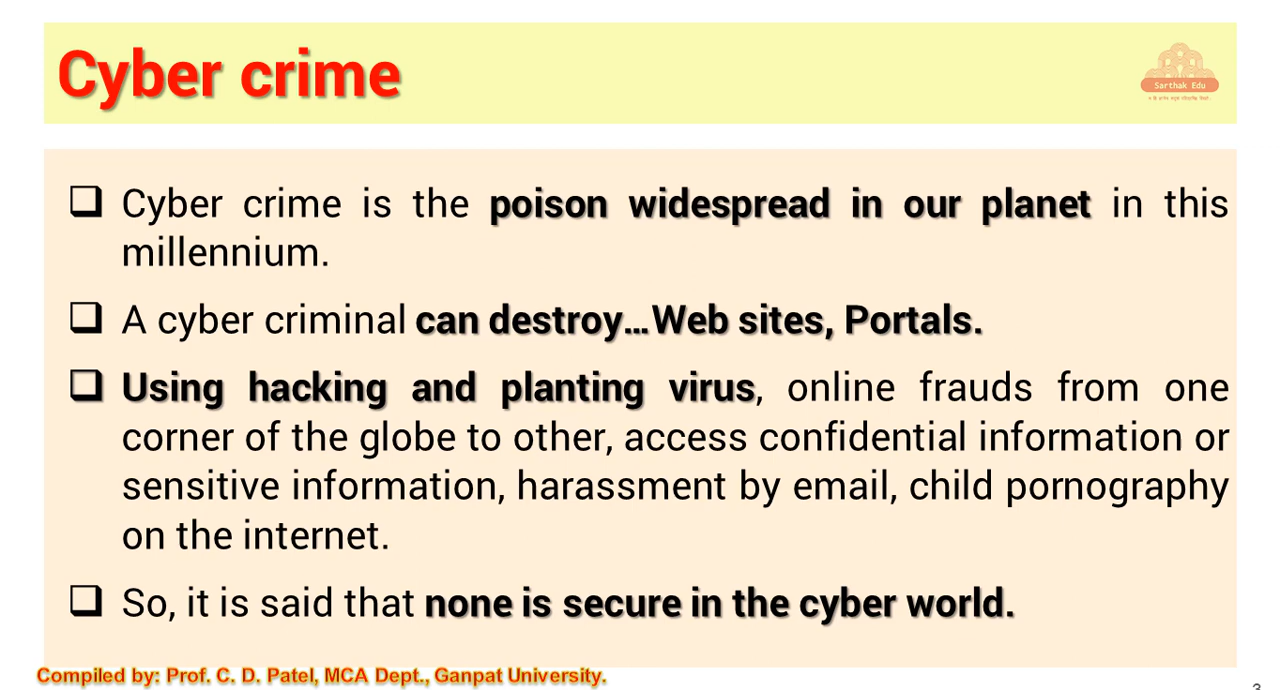 Cyber crime
Sarthak Edu
❑ Cyber crime is the poison widespread in our planet in this
millennium.
❑ A cyber criminal can destroy...Web sites, Portals.
❑ Using hacking and planting virus, online frauds from one
corner of the globe to other, access confidential information or
sensitive information, harassment by email, child pornography
on the internet.
❑ So, it is said that none is secure in the cyber world.
Compiled by: Prof. C. D. Patel, MCA Dept., Ganpat University.
3